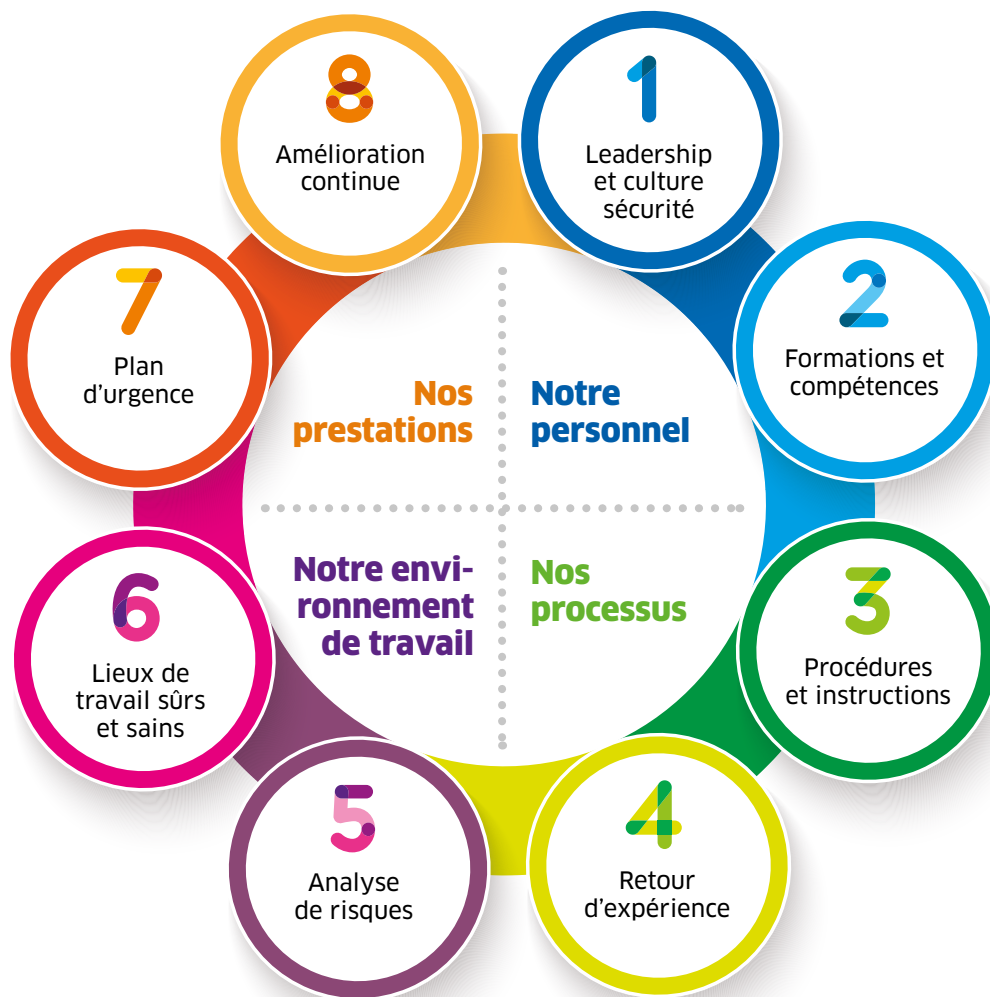 1
Leadership
et culture
sécurité
2
Formations et
compétences
3
Procédures
et instructions
4
Retour
d'expérience
5
Analyse
de risques
6
Lieux de
travail sûrs
et sains
7
Plan
d'urgence
8
Amélioration
continue
Nos
prestations
Notre
personnel
Notre envi-
ronnement
de travail
Nos
processus